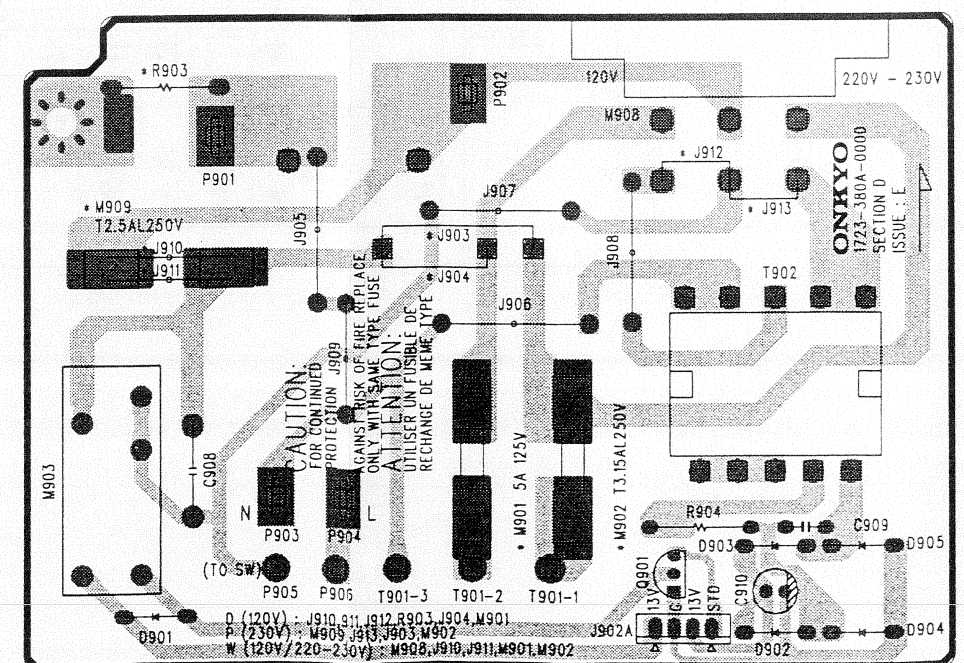 * R903
P901
P902
120V
220V - 230V
M908
* J912
* J913
ONKYO
1723-380A-000D
SECTION D
ISSUE : E
* M909
T2.5AL250V
* J910
* J911
J905
J907
* J903
* J904
J908
J906
T902
J909
CAUTION:
FOR CONTINUED
PROTECTION
AGAINST RISK OF FIRE REPLACE
ONLY WITH SAME TYPE FUSE
ATTENTION:
UTILISER UN FUSIBLE DE
RECHANGE DE MEME TYPE
M903
C908
N
L
P903
P904
* M901 5A 125V
* M902 T3.15AL250V
R904
C909
D903
D905
(TO SW)
P905
P906
T901-3
T901-2
T901-1
Q901
13V
G
13V
STO
C910
J902A
D902
D904
D901
D (120V) : J910,911,J912,R903,J904,M901
P (230V) : M909,J913,J903,M902
W (120V/220-230V) : M908,J910,J911,M901,M902